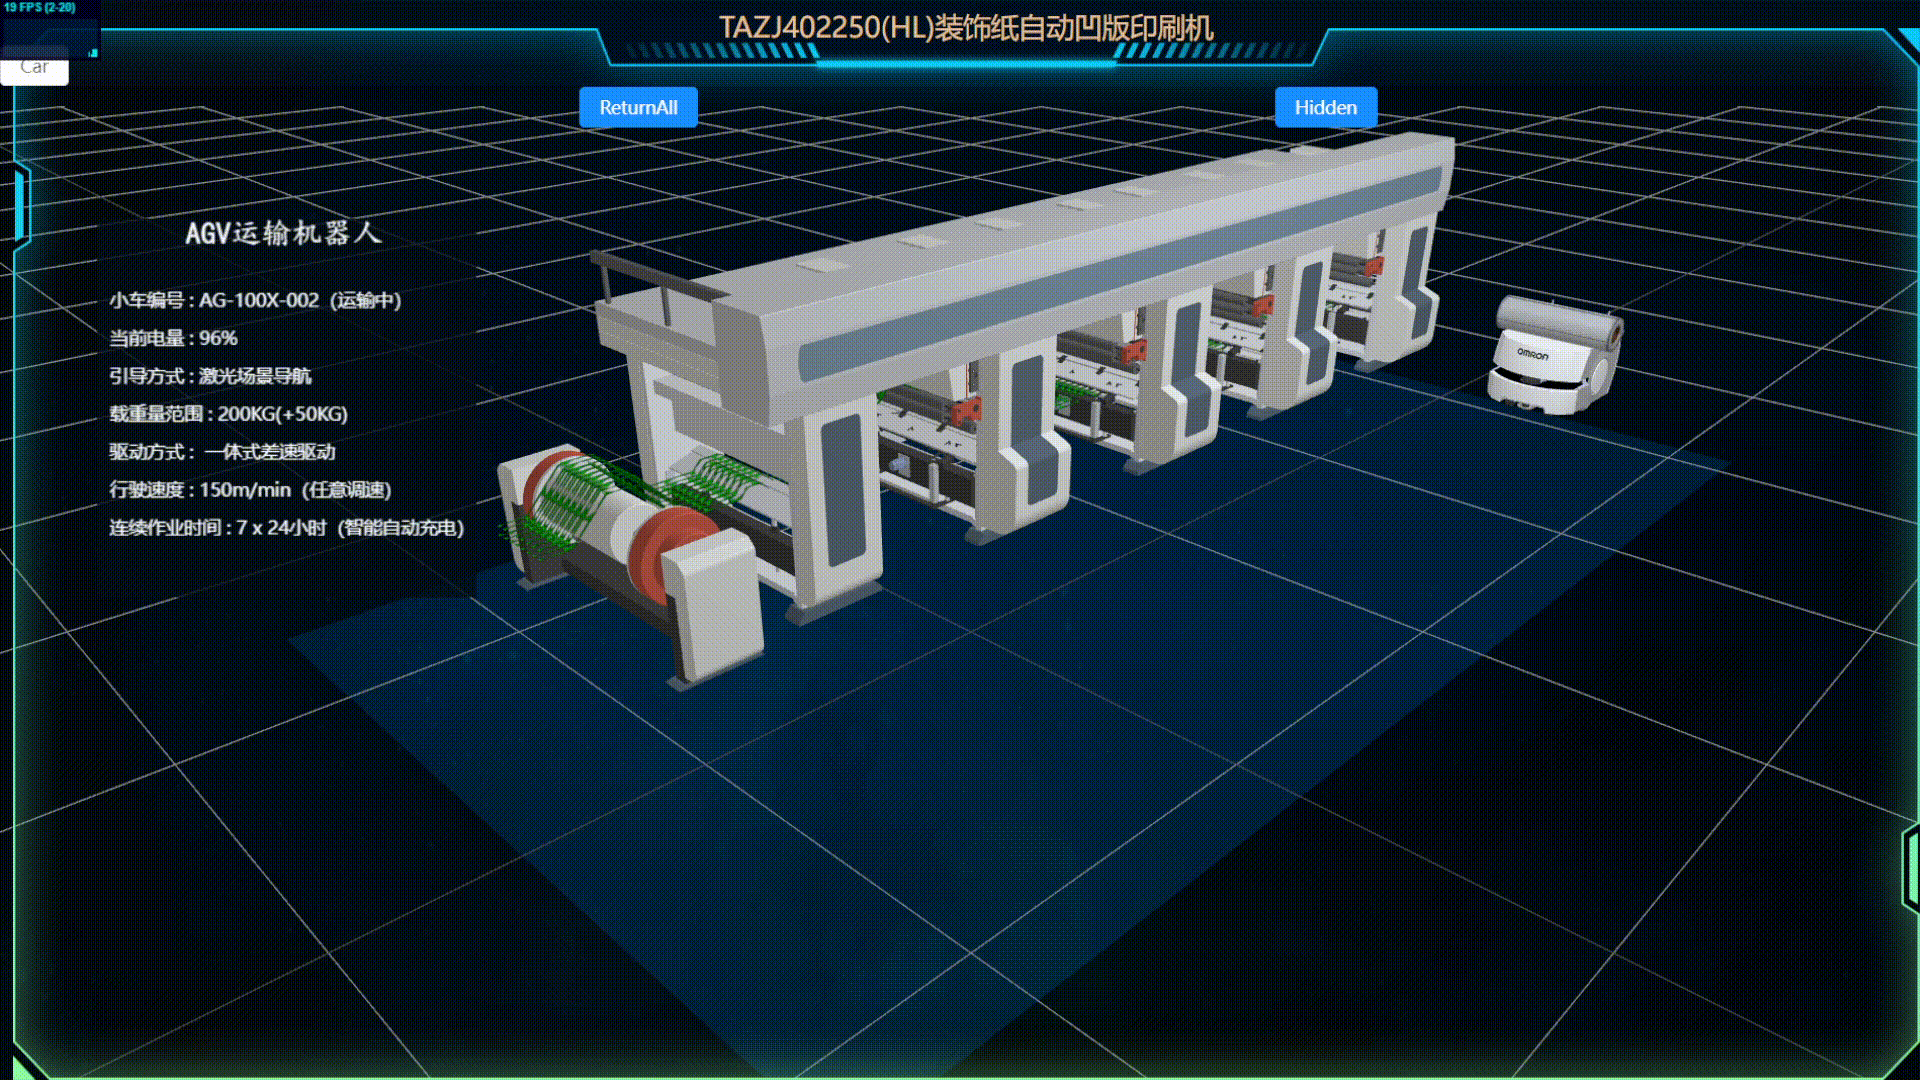 19 FPS (2-20)
TAZJ402250(HL)装饰纸自动凹版印刷机
Car
ReturnAll
Hidden
AGV运输机器人
小车编号 : AG-100X-002（运输中）
当前电量 : 96%
引导方式 : 激光场景导航
载重量范围 : 200KG(+50KG)
驱动方式 : 一体式差速驱动
行驶速度 : 150m/min（任意调速）
连续作业时间 : 7 x 24小时（智能自动充电）
OMRON